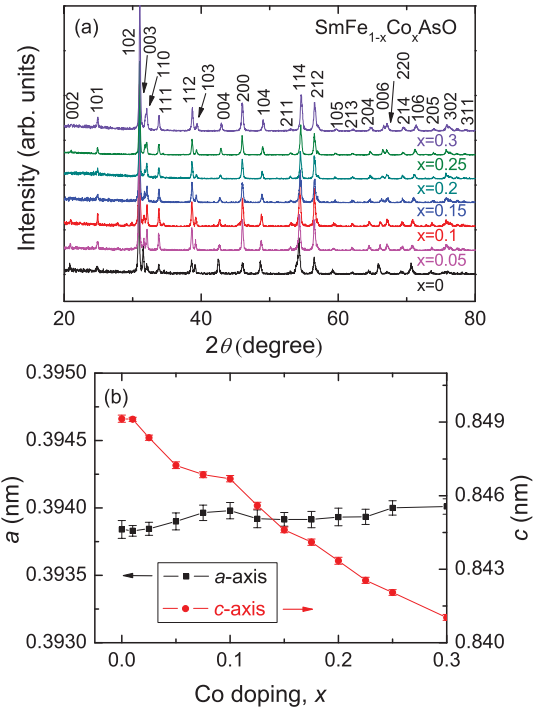 (a)
SmFe1-xCoxAsO
Intensity (arb. units)
002
101
102
003
110
111
112
103
004
200
104
211
114
212
105
213
204
006
220
214
106
205
302
311
x=0.3
x=0.25
x=0.2
x=0.15
x=0.1
x=0.05
x=0
20 40 60 80
2θ (degree)
(b)
a (nm)
0.3950
0.3945
0.3940
0.3935
0.3930
c (nm)
0.849
0.846
0.843
0.840
a-axis
c-axis
0.0 0.1 0.2 0.3
Co doping, x